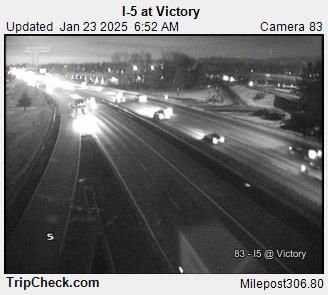 I-5 at Victory
Updated Jan 23 2025 6:52 AM Camera 83
S
83 - I5 @ Victory
TripCheck.com Milepost306.80